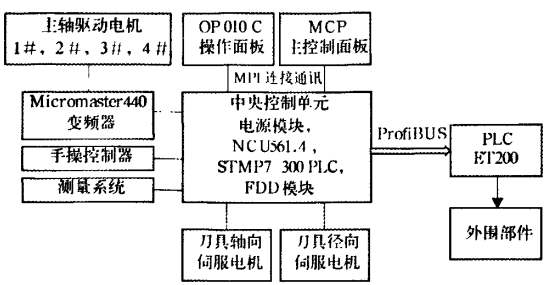 主轴驱动电机
1#, 2#, 3#, 4#
OP 010 C
操作面板
MCP
主控制面板
MPI 连接通讯
Micromaster440
变频器
手操控制器
测量系统
中央控制单元
电源模块,
NCU561.4,
STMP7 300 PLC,
FDD 模块
ProfiBUS
PLC
ET200
外围部件
刀具轴向
伺服电机
刀具径向
伺服电机